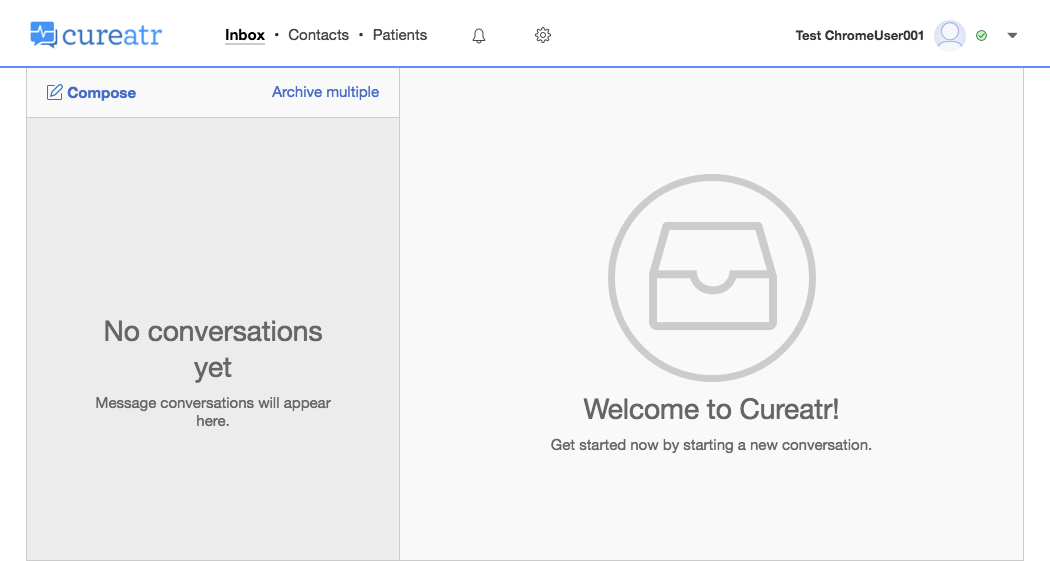 cureatr
Inbox • Contacts • Patients
Test ChromeUser001
Compose
Archive multiple
No conversations
yet
Message conversations will appear
here.
Welcome to Cureatr!
Get started now by starting a new conversation.